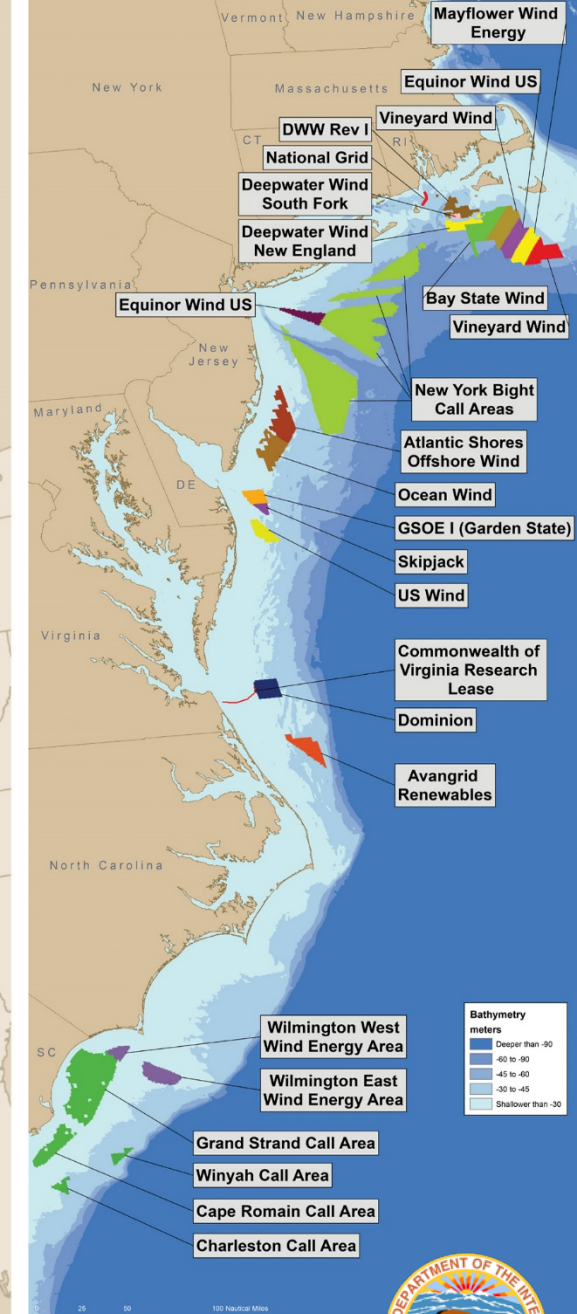 Vermont
New Hampshire
Mayflower Wind
Energy
New York
Massachusetts
Equinor Wind US
Vineyard Wind
DWW Rev I
CT
RI
National Grid
Deepwater Wind
South Fork
Deepwater Wind
New England
Pennsylvania
Equinor Wind US
Bay State Wind
Vineyard Wind
New
Jersey
New York Bight
Call Areas
Maryland
Atlantic Shores
Offshore Wind
DE
Ocean Wind
GSOE I (Garden State)
Skipjack
US Wind
Virginia
Commonwealth of
Virginia Research
Lease
Dominion
Avangrid
Renewables
North Carolina
Bathymetry
meters
Deeper than -90
-60 to -90
-45 to -60
-30 to -45
Shallower than -30
SC
Wilmington West
Wind Energy Area
Wilmington East
Wind Energy Area
Grand Strand Call Area
Winyah Call Area
Cape Romain Call Area
Charleston Call Area
DEPARTMENT OF THE INTE
0 25 50 100 Nautical Miles